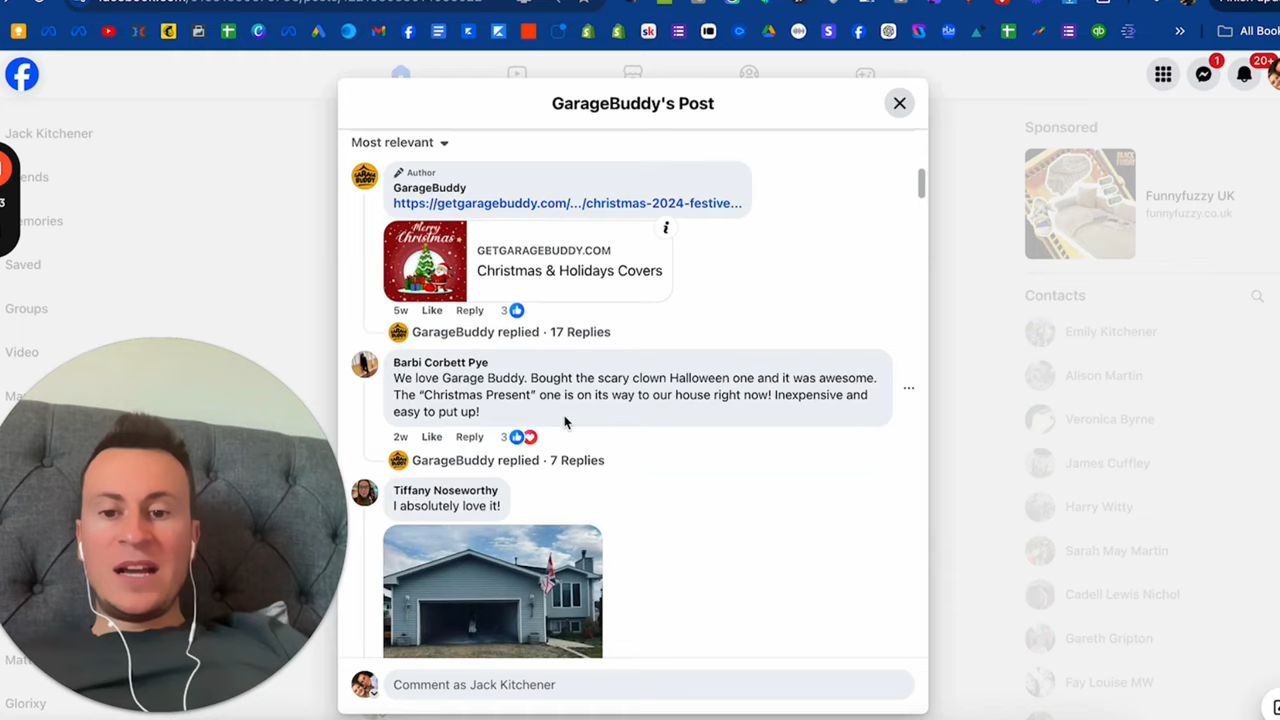 sk
S
All Book
1
20+
GarageBuddy's Post
Jack Kitchener
ends
emories
Saved
Groups
Video
Glorixy
3
Most relevant
Author
GarageBuddy
https://getgaragebuddy.com/.../christmas-2024-festive...
Merry
Christmas
GETGARAGEBUDDY.COM
Christmas & Holidays Covers
5w Like Reply 3
GarageBuddy replied · 17 Replies
Barbi Corbett Pye
We love Garage Buddy. Bought the scary clown Halloween one and it was awesome.
The “Christmas Present” one is on its way to our house right now! Inexpensive and
easy to put up!
2w Like Reply 3
GarageBuddy replied · 7 Replies
Tiffany Noseworthy
I absolutely love it!
Comment as Jack Kitchener
Sponsored
Funnyfuzzy UK
funnyfuzzy.co.uk
Contacts
Emily Kitchener
Alison Martin
Veronica Byrne
James Cuffley
Harry Witty
Sarah May Martin
Cadell Lewis Nichol
Gareth Gripton
Fay Louise MW